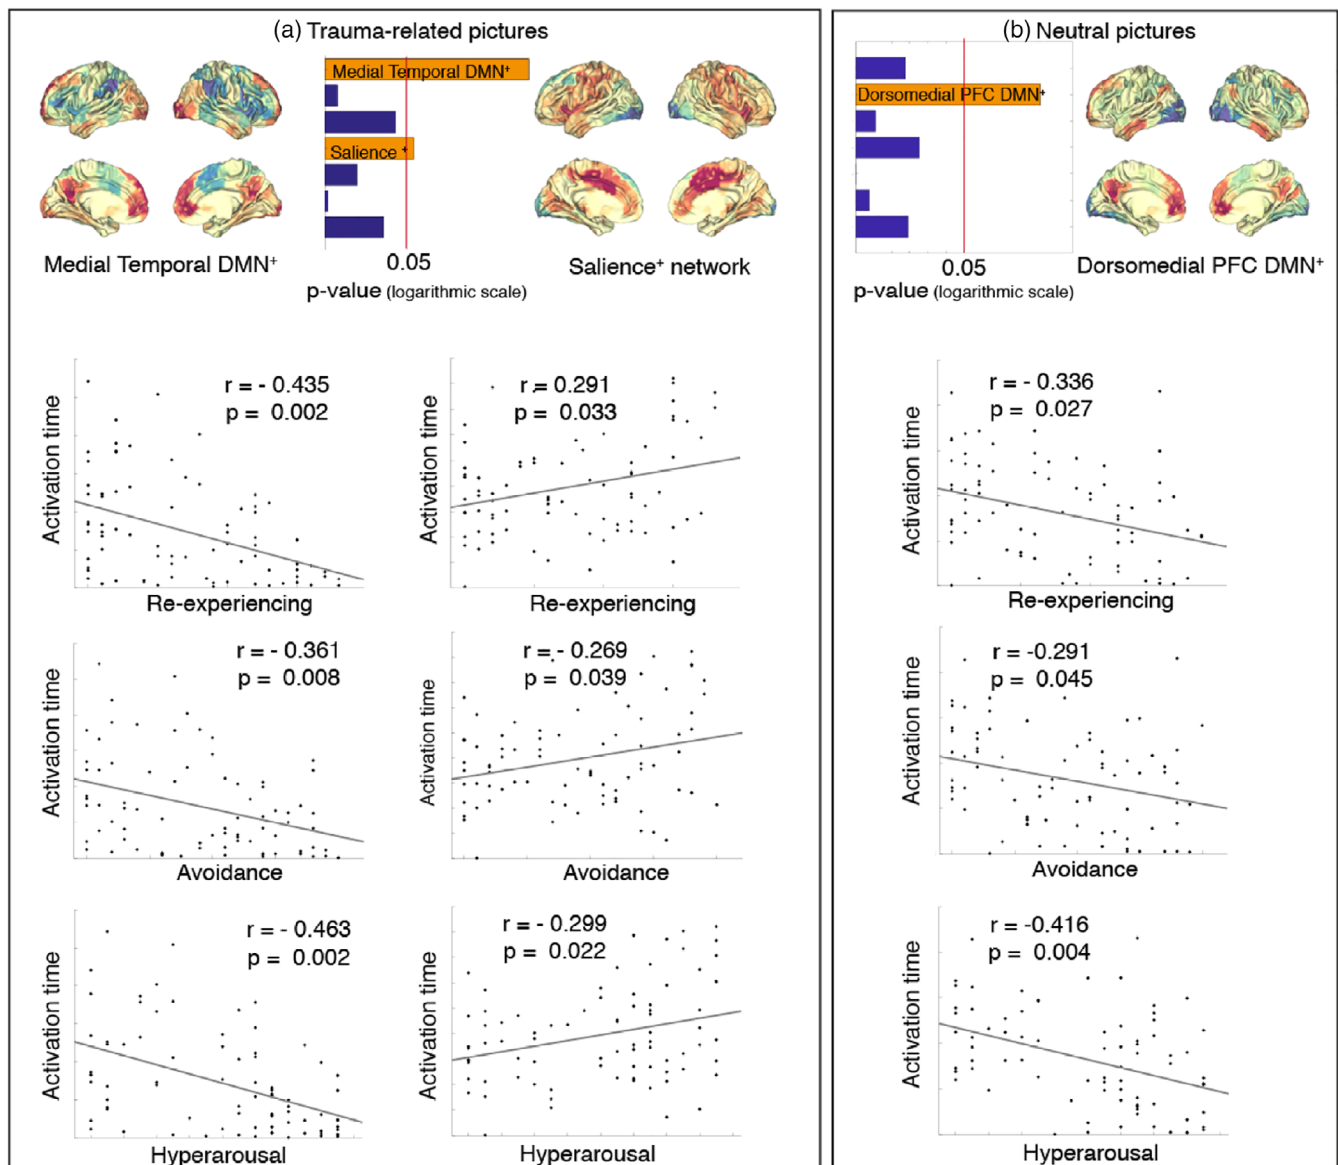 (a) Trauma-related pictures
Medial Temporal DMN⁺
Salience ⁺
0.05
p-value (logarithmic scale)
Medial Temporal DMN⁺
Salience⁺ network
r = - 0.435
p = 0.002
Activation time
Re-experiencing
r = 0.291
p = 0.033
Activation time
Re-experiencing
r = - 0.361
p = 0.008
Activation time
Avoidance
r = - 0.269
p = 0.039
Activation time
Avoidance
r = - 0.463
p = 0.002
Activation time
Hyperarousal
r = - 0.299
p = 0.022
Activation time
Hyperarousal
(b) Neutral pictures
Dorsomedial PFC DMN⁺
0.05
p-value (logarithmic scale)
Dorsomedial PFC DMN⁺
r = - 0.336
p = 0.027
Activation time
Re-experiencing
r = -0.291
p = 0.045
Activation time
Avoidance
r = -0.416
p = 0.004
Activation time
Hyperarousal